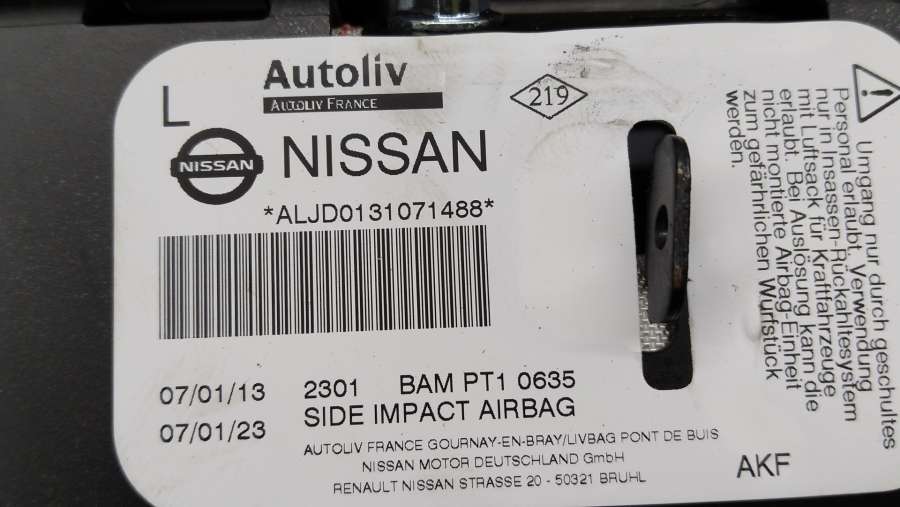 L
Autoliv
AUTOLIV FRANCE
219
NISSAN
NISSAN
*ALJD0131071488*
07/01/13 2301 BAM PT1 0635
07/01/23 SIDE IMPACT AIRBAG
AUTOLIV FRANCE GOURNAY-EN-BRAY/LIVBAG PONT DE BUIS
NISSAN MOTOR DEUTSCHLAND GmbH
RENAULT NISSAN STRASSE 20 - 50321 BRUHL
AKF
Umgang nur durch geschultes
Personal erlaubt. Verwendung
nur im Insassen-Rückahltesystem
mit Luftsack für Kraftfahrzeuge
erlaubt. Bei Auslösung kann die
nicht montierte Airbag-Einheit
zum gefährlichen Wurfstück
werden.